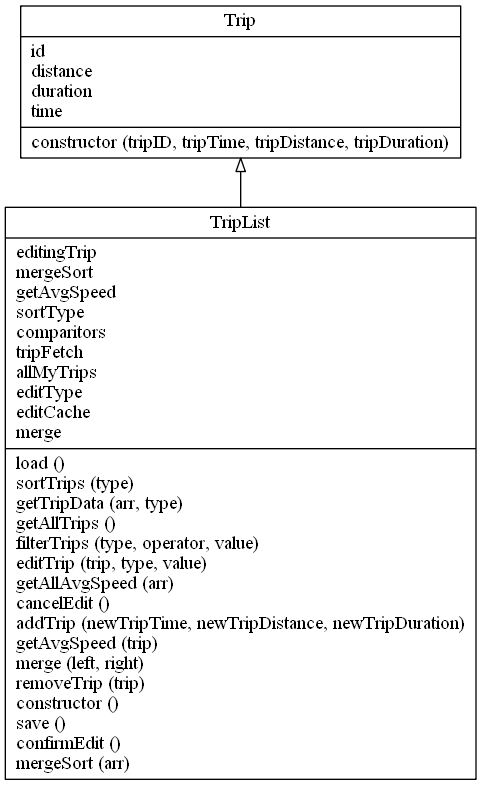 Trip
id
distance
duration
time
constructor (tripID, tripTime, tripDistance, tripDuration)
TripList
editingTrip
mergeSort
getAvgSpeed
sortType
comparitors
tripFetch
allMyTrips
editType
editCache
merge
load ()
sortTrips (type)
getTripData (arr, type)
getAllTrips ()
filterTrips (type, operator, value)
editTrip (trip, type, value)
getAllAvgSpeed (arr)
cancelEdit ()
addTrip (newTripTime, newTripDistance, newTripDuration)
getAvgSpeed (trip)
merge (left, right)
removeTrip (trip)
constructor ()
save ()
confirmEdit ()
mergeSort (arr)